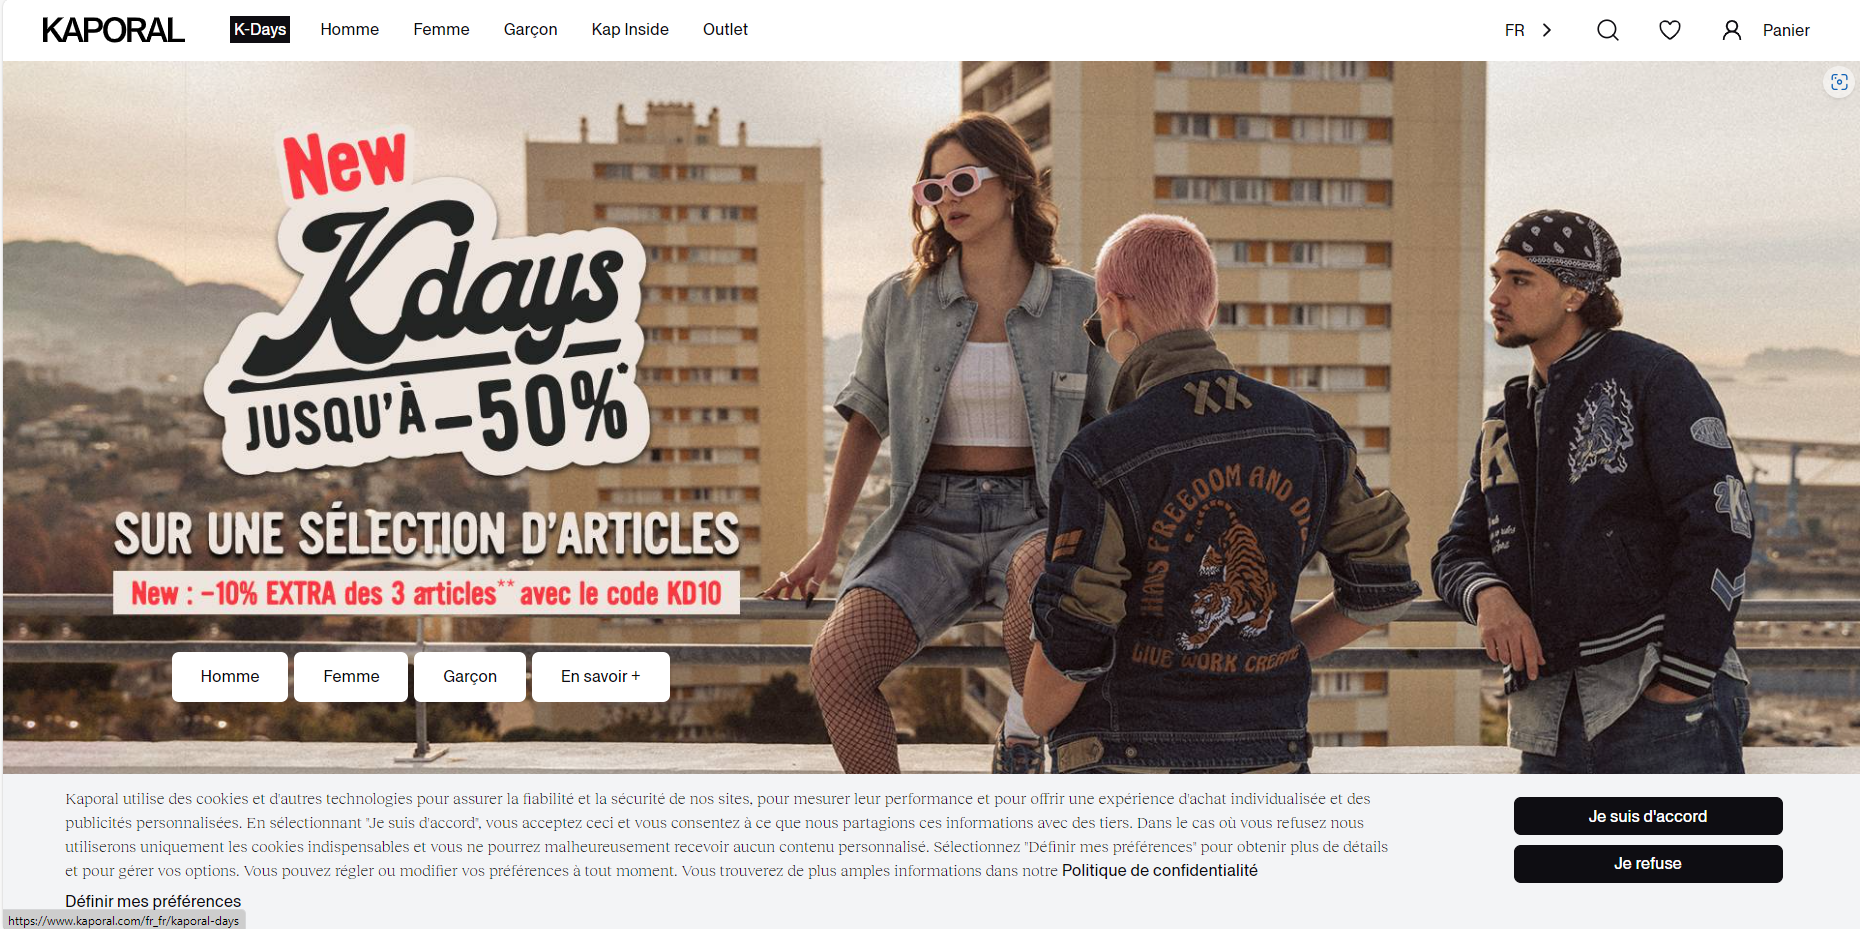 KAPORAL
K-Days
Homme
Femme
Garçon
Kap Inside
Outlet
FR
Panier
New
Kdays
JUSQU'À -50%*
SUR UNE SÉLECTION D'ARTICLES
New : -10% EXTRA des 3 articles** avec le code KD10
Homme
Femme
Garçon
En savoir +
XX
HANS FREEDOM AND
LIVE WORK CREATE
K
Kaporal utilise des cookies et d'autres technologies pour assurer la fiabilité et la sécurité de nos sites, pour mesurer leur performance et pour offrir une expérience d'achat individualisée et des
publicités personnalisées. En sélectionnant "Je suis d'accord", vous acceptez ceci et vous consentez à ce que nous partagions ces informations avec des tiers. Dans le cas où vous refusez nous
utiliserons uniquement les cookies indispensables et vous ne pourrez malheureusement recevoir aucun contenu personnalisé. Sélectionnez "Définir mes préférences" pour obtenir plus de détails
et pour gérer vos options. Vous pouvez régler ou modifier vos préférences à tout moment. Vous trouverez de plus amples informations dans notre Politique de confidentialité
Définir mes préférences
Je suis d'accord
Je refuse
https://www.kaporal.com/fr_fr/kaporal-days